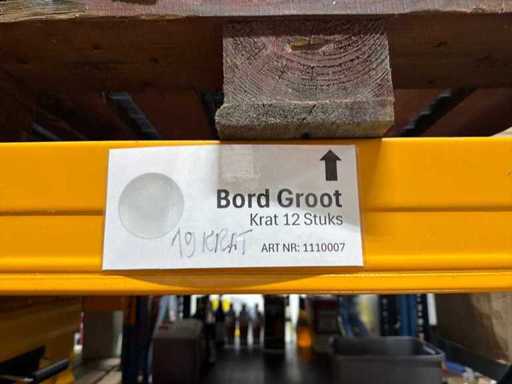 Bord Groot
Krat 12 Stuks
19 KRAT
ART NR: 1110007